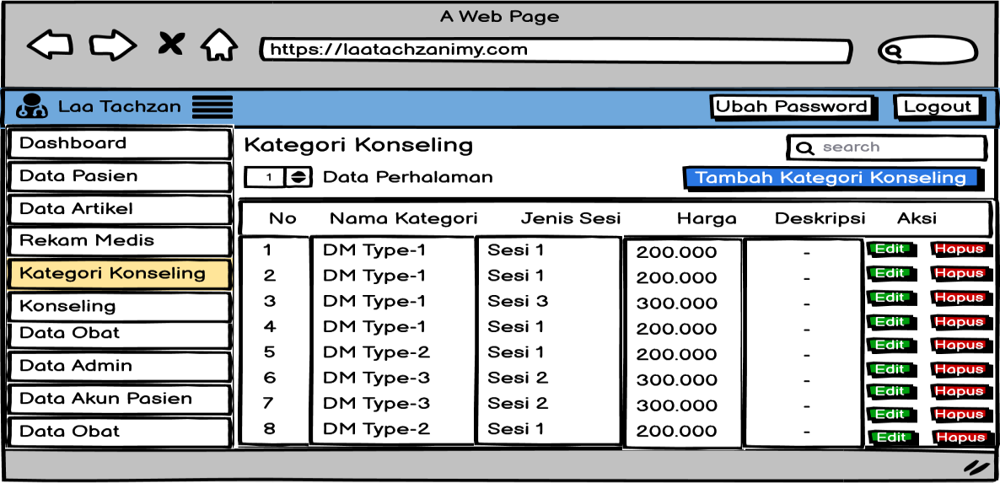 A Web Page
https://laatachzanimy.com
Laa Tachzan Ubah Password Logout
Dashboard
Data Pasien
Data Artikel
Rekam Medis
Kategori Konseling
Konseling
Data Obat
Data Admin
Data Akun Pasien
Data Obat
Kategori Konseling search
1 Data Perhalaman Tambah Kategori Konseling
No Nama Kategori Jenis Sesi Harga Deskripsi Aksi
1 DM Type-1 Sesi 1 200.000 - Edit Hapus
2 DM Type-1 Sesi 1 200.000 - Edit Hapus
3 DM Type-1 Sesi 3 300.000 - Edit Hapus
4 DM Type-1 Sesi 1 200.000 - Edit Hapus
5 DM Type-2 Sesi 1 200.000 - Edit Hapus
6 DM Type-3 Sesi 2 300.000 - Edit Hapus
7 DM Type-3 Sesi 2 300.000 - Edit Hapus
8 DM Type-2 Sesi 1 200.000 - Edit Hapus
Edit Hapus